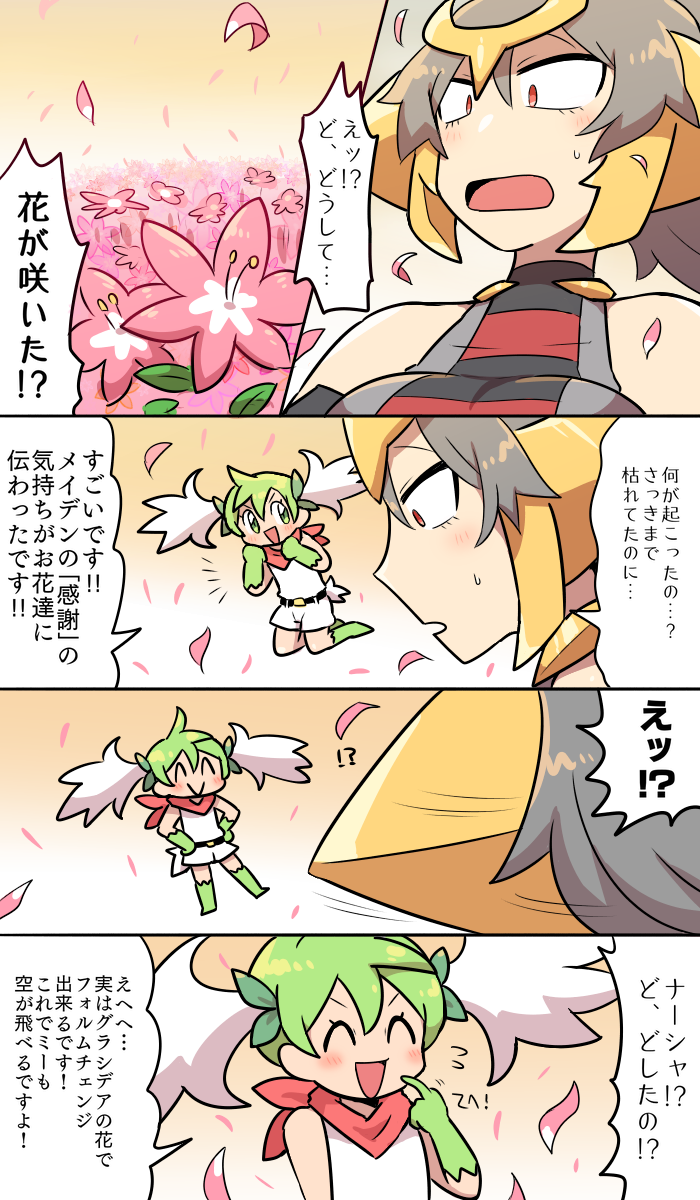 えッ!?
ど、どうして…
花が咲いた!?
何が起こったの…?
さっきまで
枯れてたのに…
すごいです!!
メイデンの「感謝」の
気持ちがお花達に
伝わったです!!
えッ!?
!?
ナーシャ!?
ど、どしたの!?
てへ!
えへへ…
実はグラシデアの花で
フォルムチェンジ
出来るです!
これでミーも
空が飛べるですよ!